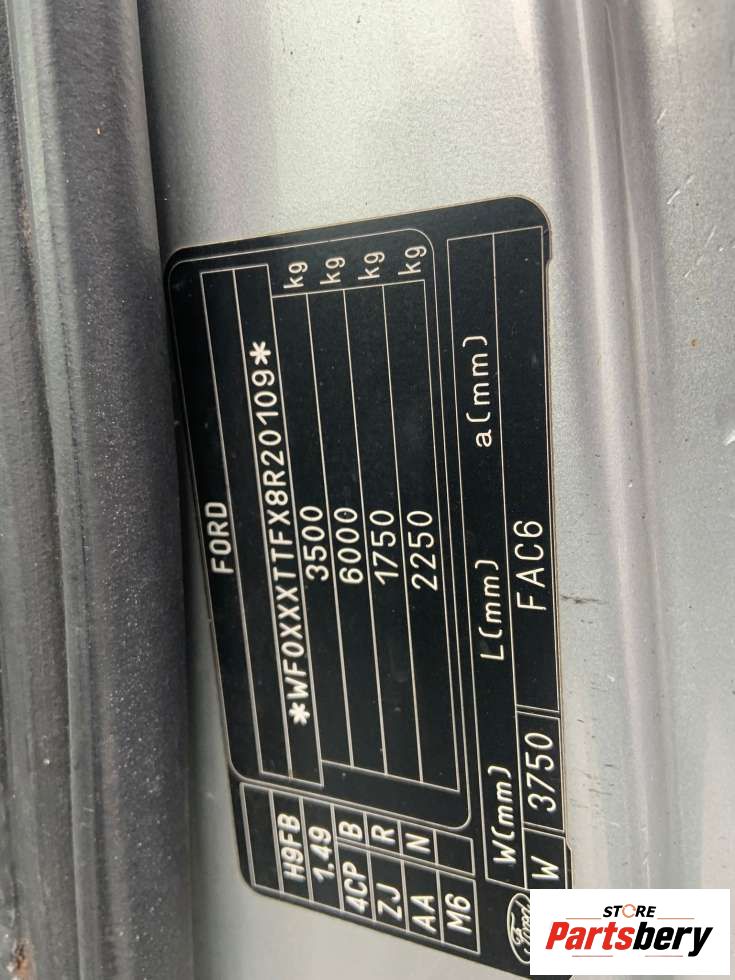 FORD
*WF0XXXTTFX8R20109*
3500 kg
6000 kg
1750 kg
2250 kg
H9FB
1.49
4CP B
ZJ R
AA N
M6
W(mm) L(mm) a(mm)
W 3750 FAC6
Ford
STORE
Partsbery